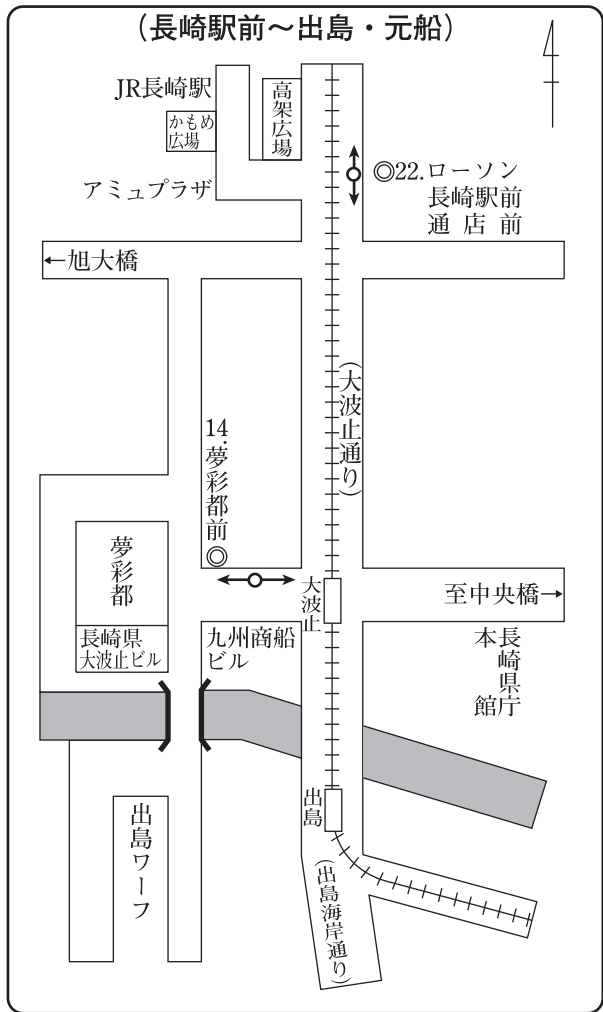 (長崎駅前〜出島・元船)
JR長崎駅
かもめ
広場
高架広場
アミュプラザ
◎22.ローソン
長崎駅前
通店前
←旭大橋
(大波止通り)
14.夢彩都前
◎
夢彩都
長崎県
大波止ビル
九州商船
ビル
大波止
至中央橋→
長崎県庁
本館
出島
出島ワーフ
(出島海岸通り)